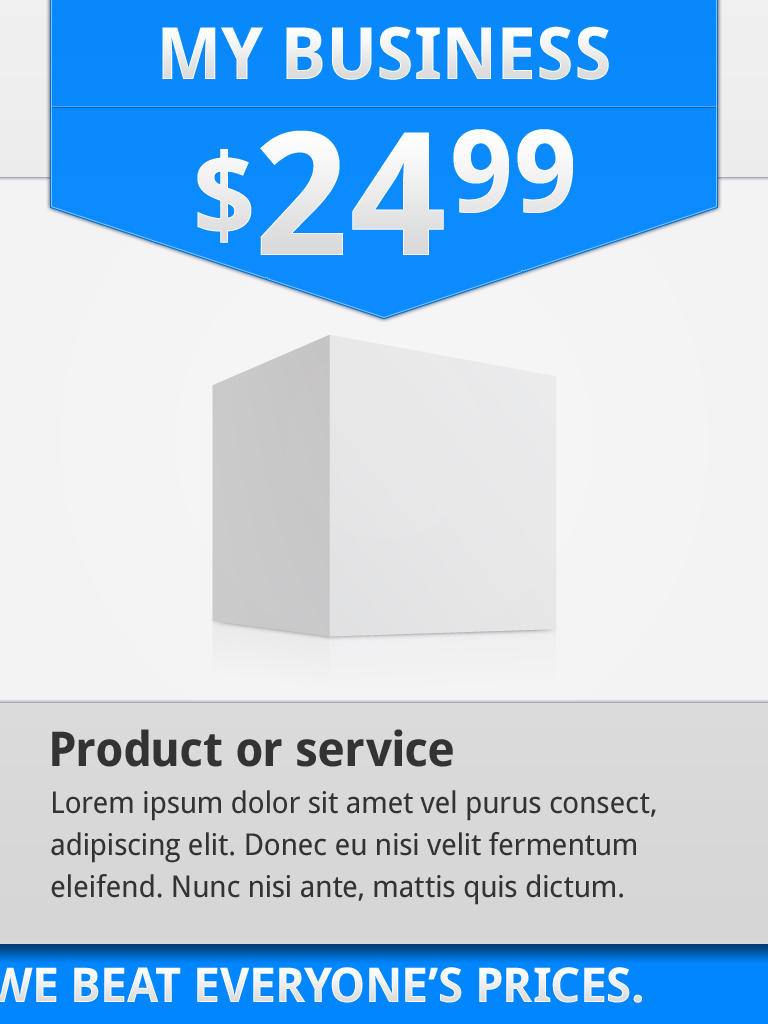 MY BUSINESS
$2499
Product or service
Lorem ipsum dolor sit amet vel purus consect,
adipiscing elit. Donec eu nisi velit fermentum
eleifend. Nunc nisi ante, mattis quis dictum.
WE BEAT EVERYONE’S PRICES.